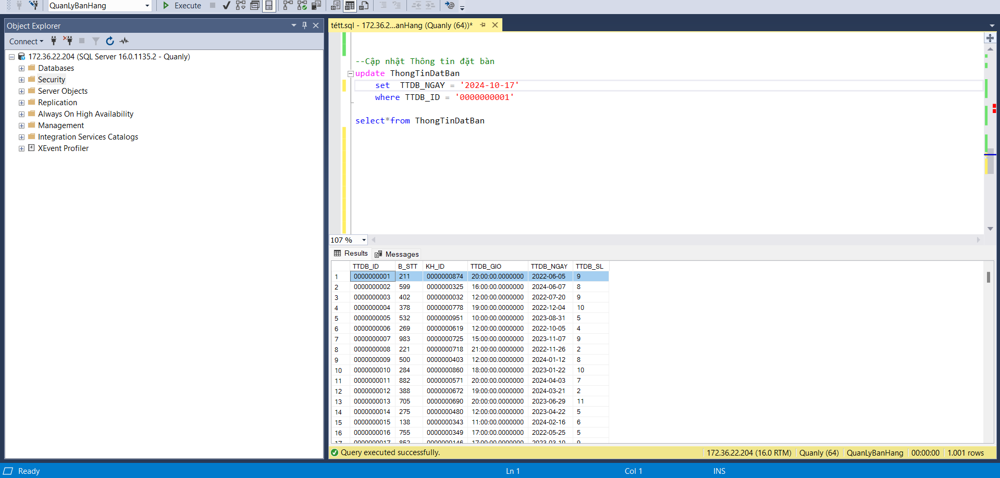 QuanLyBanHang
Execute
Object Explorer
Connect
172.36.22.204 (SQL Server 16.0.1135.2 - Quanly)
Databases
Security
Server Objects
Replication
Always On High Availability
Management
Integration Services Catalogs
XEvent Profiler
tétt.sql - 172.36.2...anHang (Quanly (64))*
--Cập nhật Thông tin đặt bàn
update ThongTinDatBan
set TTDB_NGAY = '2024-10-17'
where TTDB_ID = '0000000001'
select*from ThongTinDatBan
107 %
Results Messages
TTDB_ID B_STT KH_ID TTDB_GIO TTDB_NGAY TTDB_SL
1 0000000001 211 0000000874 20:00:00.0000000 2022-06-05 9
2 0000000002 599 0000000325 16:00:00.0000000 2024-06-07 8
3 0000000003 402 0000000032 12:00:00.0000000 2022-07-20 9
4 0000000004 378 0000000778 19:00:00.0000000 2022-12-04 10
5 0000000005 532 0000000951 10:00:00.0000000 2023-08-31 5
6 0000000006 269 0000000619 12:00:00.0000000 2022-10-05 4
7 0000000007 983 0000000725 15:00:00.0000000 2023-11-07 9
8 0000000008 221 0000000718 21:00:00.0000000 2022-11-26 2
9 0000000009 500 0000000403 12:00:00.0000000 2024-01-12 8
10 0000000010 284 0000000860 18:00:00.0000000 2023-01-22 10
11 0000000011 882 0000000571 20:00:00.0000000 2024-04-03 7
12 0000000012 388 0000000672 19:00:00.0000000 2024-03-21 2
13 0000000013 705 0000000690 20:00:00.0000000 2023-06-29 11
14 0000000014 275 0000000480 12:00:00.0000000 2023-04-22 5
15 0000000015 138 0000000343 11:00:00.0000000 2024-02-16 6
16 0000000016 755 0000000349 17:00:00.0000000 2022-05-25 5
17 0000000017 852 0000000146 17:00:00.0000000 2023-03-10 9
Query executed successfully.
172.36.22.204 (16.0 RTM) Quanly (64) QuanLyBanHang 00:00:00 1.001 rows
Ready Ln 1 Col 1 INS